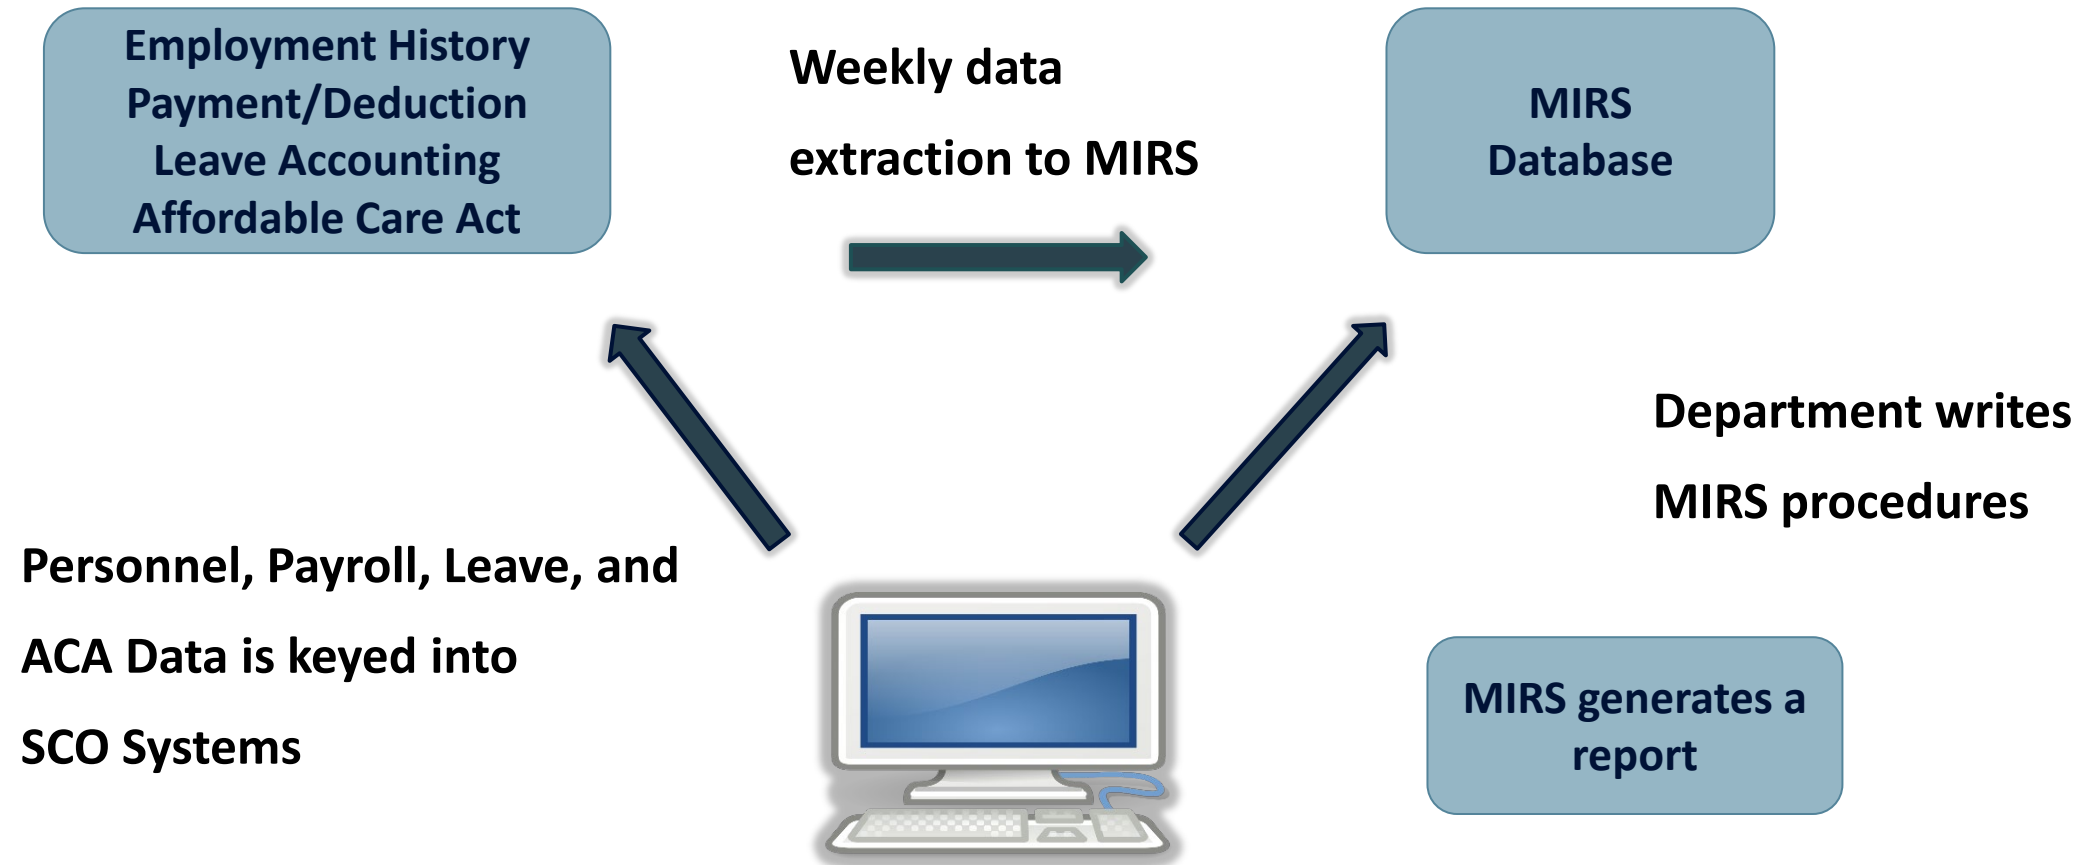 Employment History
Payment/Deduction
Leave Accounting
Affordable Care Act
Weekly data
extraction to MIRS
MIRS
Database
Department writes
MIRS procedures
Personnel, Payroll, Leave, and
ACA Data is keyed into
SCO Systems
MIRS generates a
report